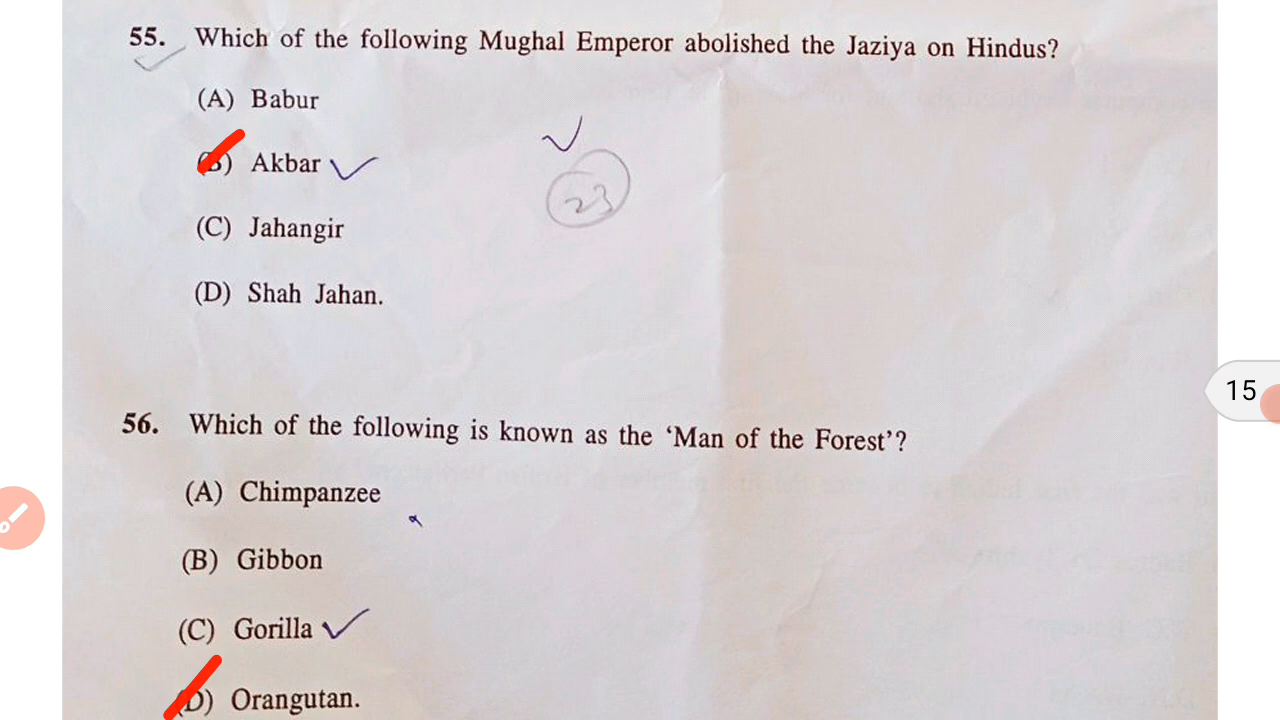 55. Which of the following Mughal Emperor abolished the Jaziya on Hindus?
(A) Babur
(B) Akbar
23
(C) Jahangir
(D) Shah Jahan.
15
56. Which of the following is known as the ‘Man of the Forest’?
(A) Chimpanzee
(B) Gibbon
(C) Gorilla
(D) Orangutan.